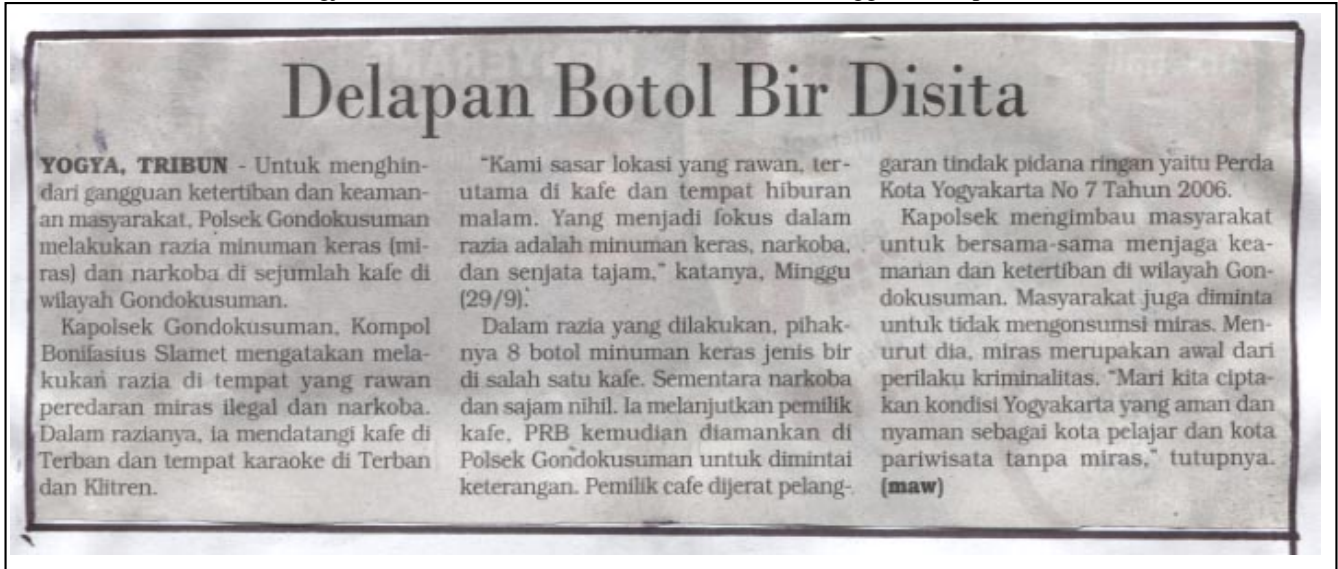 Delapan Botol Bir Disita
YOGYA, TRIBUN - Untuk menghin-
dari gangguan ketertiban dan keaman-
an masyarakat, Polsek Gondokusuman
melakukan razia minuman keras (mi-
ras) dan narkoba di sejumlah kafe di
wilayah Gondokusuman.
Kapolsek Gondokusuman, Kompol
Bonifasius Slamet mengatakan mela-
kukan razia di tempat yang rawan
peredaran miras ilegal dan narkoba.
Dalam razianya, ia mendatangi kafe di
Terban dan tempat karaoke di Terban
dan Klitren.
"Kami sasar lokasi yang rawan, ter-
utama di kafe dan tempat hiburan
malam. Yang menjadi fokus dalam
razia adalah minuman keras, narkoba,
dan senjata tajam," katanya, Minggu
(29/9).
Dalam razia yang dilakukan, pihak-
nya 8 botol minuman keras jenis bir
di salah satu kafe. Sementara narkoba
dan sajam nihil. Ia melanjutkan pemilik
kafe, PRB kemudian diamankan di
Polsek Gondokusuman untuk dimintai
keterangan. Pemilik cafe dijerat pelang-
garan tindak pidana ringan yaitu Perda
Kota Yogyakarta No 7 Tahun 2006.
Kapolsek mengimbau masyarakat
untuk bersama-sama menjaga kea-
manan dan ketertiban di wilayah Gon-
dokusuman. Masyarakat juga diminta
untuk tidak mengonsumsi miras. Men-
urut dia, miras merupakan awal dari
perilaku kriminalitas. "Mari kita cipta-
kan kondisi Yogyakarta yang aman dan
nyaman sebagai kota pelajar dan kota
pariwisata tanpa miras," tutupnya.
(maw)